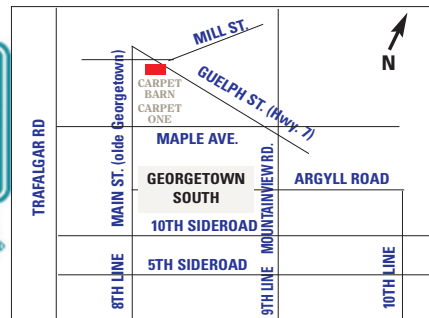 MILL ST.
N
GUELPH ST. (Hwy. 7)
CARPET
BARN
CARPET
ONE
TRAFALGAR RD
MAIN ST. (olde Georgetown)
MAPLE AVE.
MOUNTAINVIEW RD.
GEORGETOWN
SOUTH
ARGYLL ROAD
10TH SIDEROAD
5TH SIDEROAD
8TH LINE
9TH LINE
10TH LINE